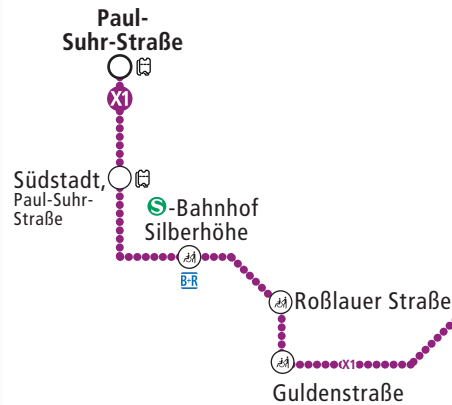 Paul-
Suhr-Straße
X1
Südstadt,
Paul-Suhr-
Straße
S-Bahnhof
Silberhöhe
B+R
Roßlauer Straße
X1
Guldenstraße